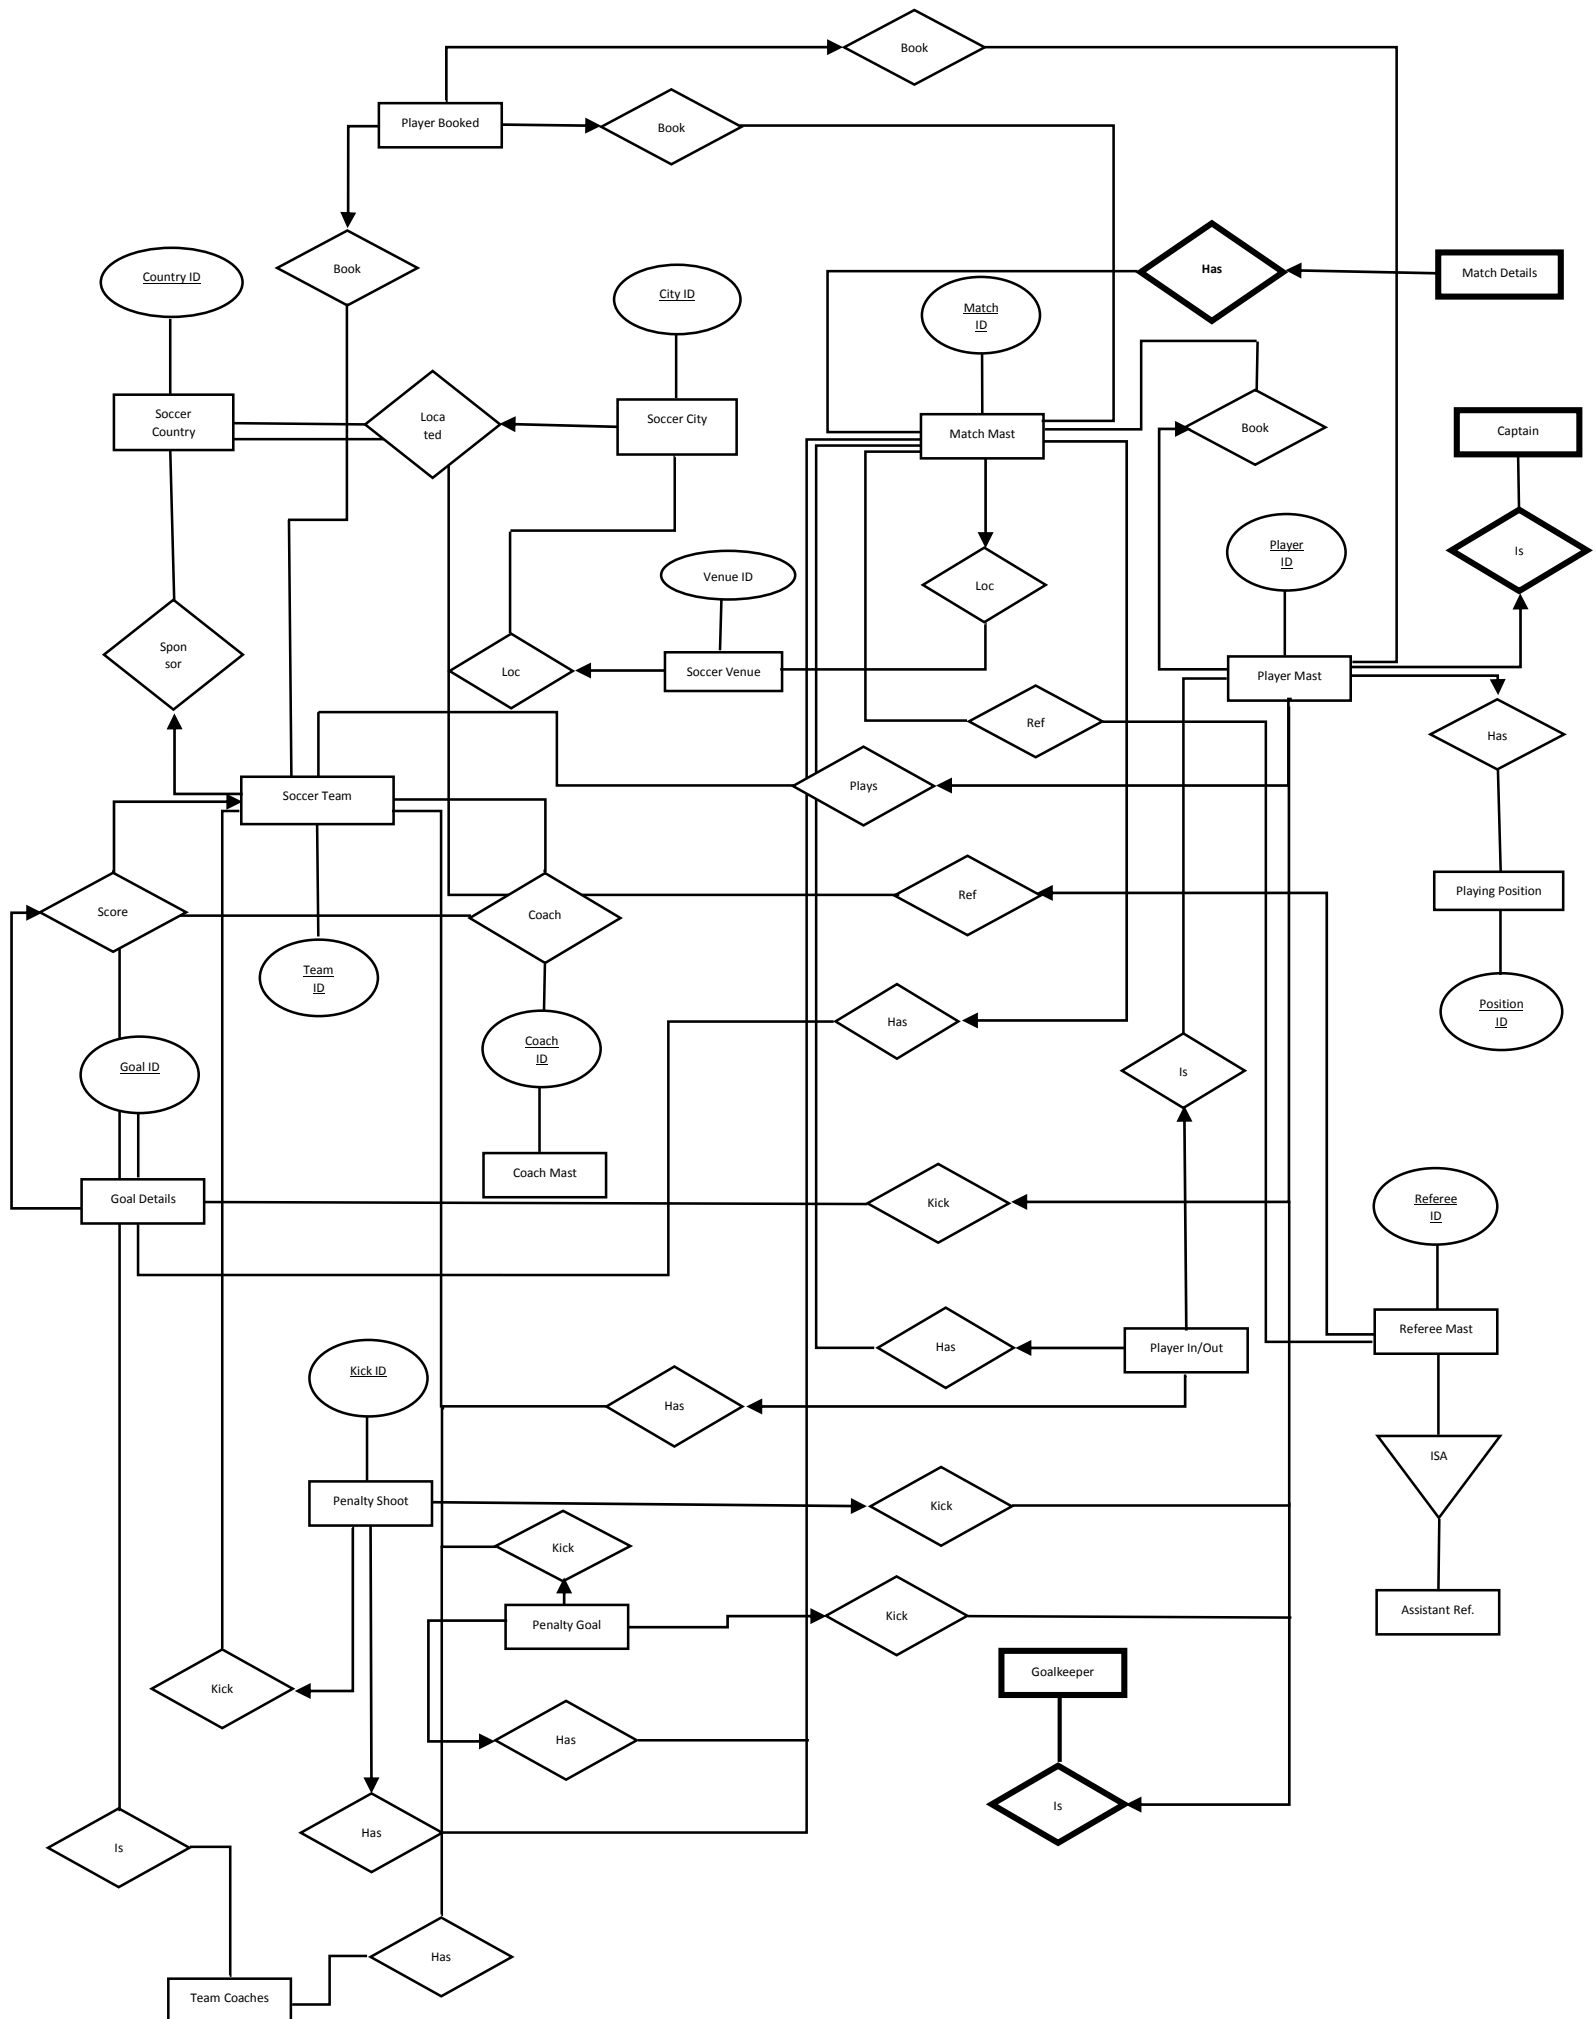 Book
Player Booked
Book
Book
Has
Match Details
Country ID
City ID
Match
ID
Soccer
Country
Loca
ted
Soccer City
Match Mast
Book
Captain
Is
Player
ID
Venue ID
Loc
Spon
sor
Loc
Soccer Venue
Player Mast
Ref
Has
Soccer Team
Plays
Score
Coach
Ref
Playing Position
Team
ID
Position
ID
Coach
ID
Has
Goal ID
Is
Coach Mast
Goal Details
Kick
Referee
ID
Kick ID
Has
Player In/Out
Referee Mast
Has
ISA
Penalty Shoot
Kick
Kick
Penalty Goal
Kick
Assistant Ref.
Kick
Goalkeeper
Has
Is
Has
Is
Has
Team Coaches